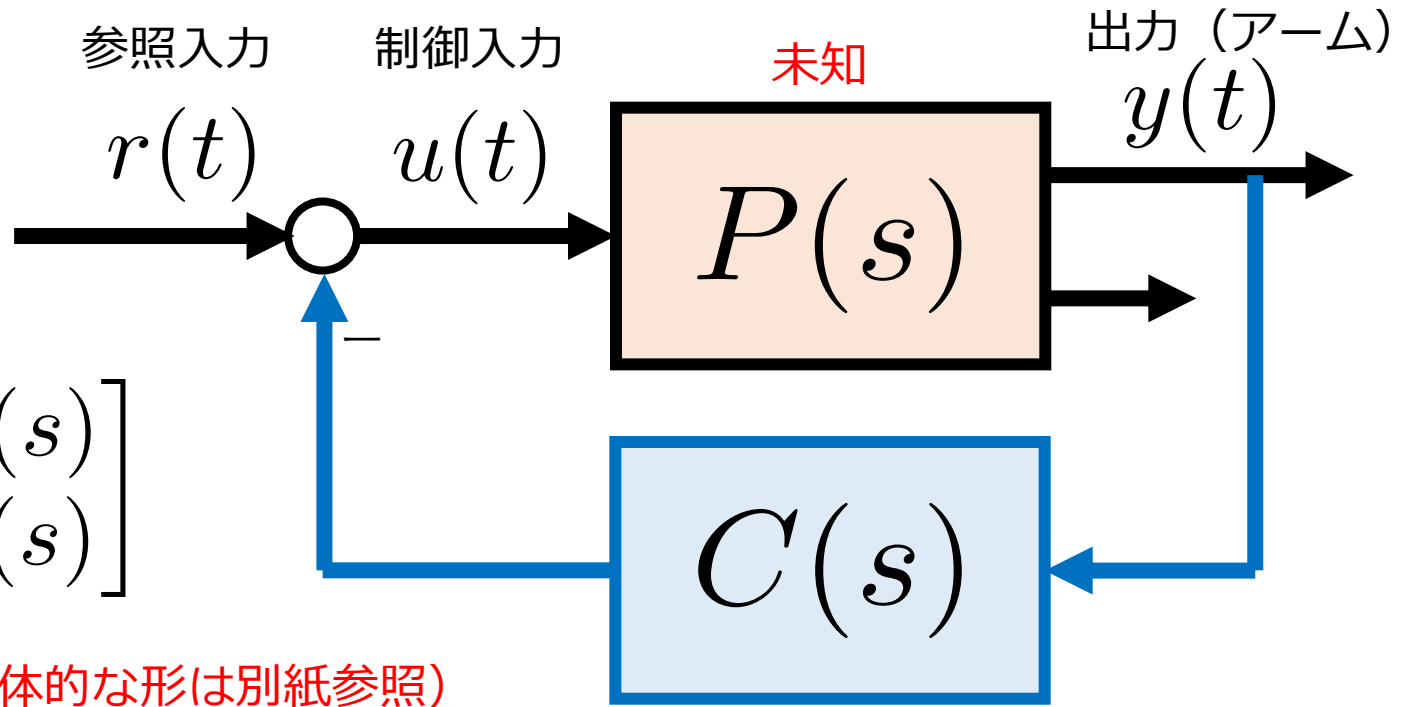 参照入力
制御入力
未知
出力（アーム）
r(t)
u(t)
y(t)
P(s)
−
(s)
(s)
C(s)
体的な形は別紙参照）